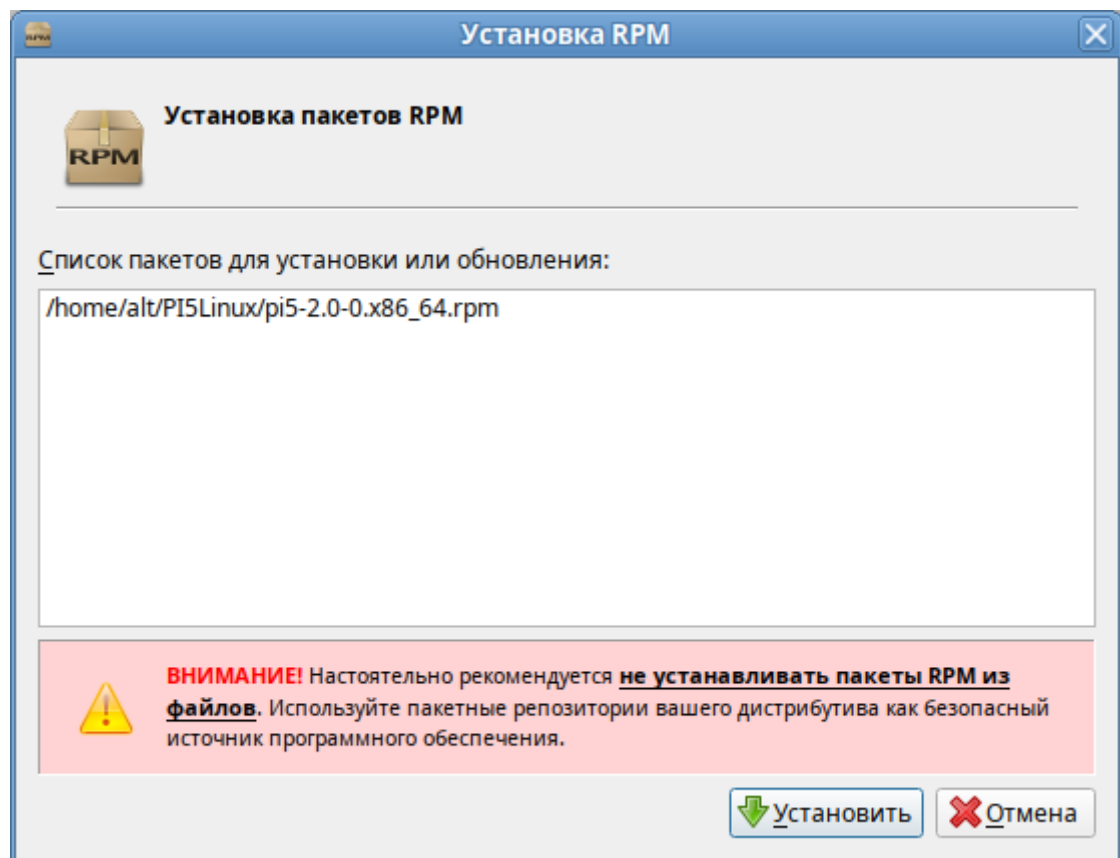 Установка RPM
Установка пакетов RPM
RPM
Список пакетов для установки или обновления:
/home/alt/PI5Linux/pi5-2.0-0.x86_64.rpm
ВНИМАНИЕ! Настоятельно рекомендуется не устанавливать пакеты RPM из
файлов. Используйте пакетные репозитории вашего дистрибутива как безопасный
источник программного обеспечения.
Установить
Отмена